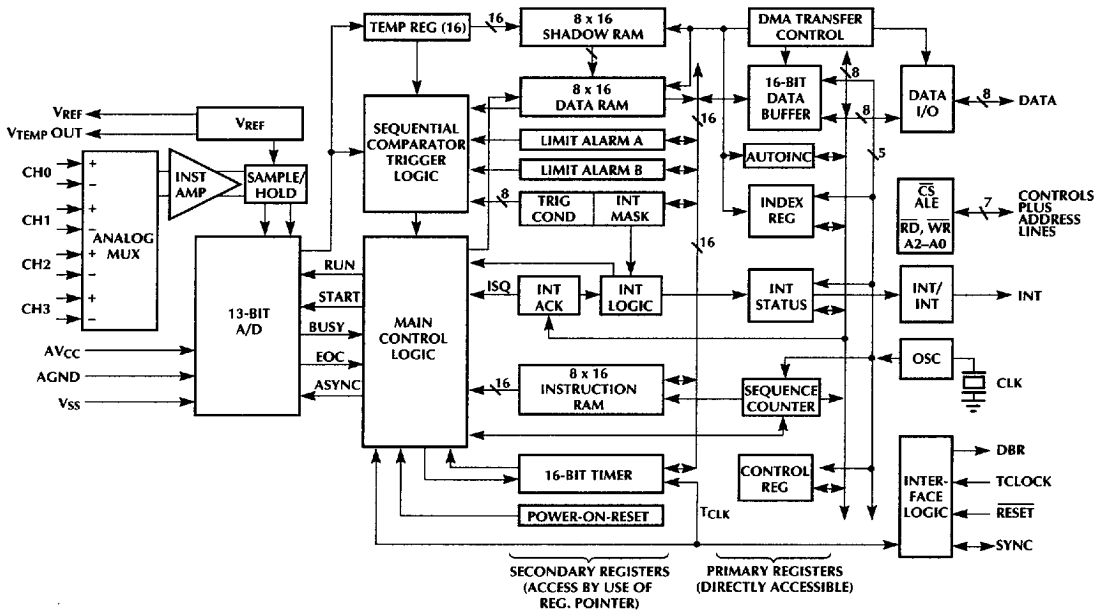 TEMP REG (16)
16
8 x 16
SHADOW RAM
DMA TRANSFER
CONTROL
8 x 16
DATA RAM
16-BIT
DATA
BUFFER
8
8
DATA
I/O
8
DATA
VREF
VTEMP OUT
VREF
SEQUENTIAL
COMPARATOR
TRIGGER
LOGIC
LIMIT ALARM A
LIMIT ALARM B
16
5
AUTOINC
CH0
CH1
CH2
CH3
+
−
+
−
+
−
+
−
ANALOG
MUX
INST
AMP
SAMPLE/
HOLD
8
TRIG
COND
INT
MASK
INDEX
REG
CS
ALE
RD, WR
A2–A0
7
CONTROLS
PLUS
ADDRESS
LINES
16
13-BIT
A/D
RUN
START
BUSY
EOC
ASYNC
MAIN
CONTROL
LOGIC
ISQ
INT
ACK
INT
LOGIC
INT
STATUS
INT/
INT
INT
AVCC
AGND
VSS
16
8 x 16
INSTRUCTION
RAM
SEQUENCE
COUNTER
OSC
CLK
16-BIT TIMER
CONTROL
REG
POWER-ON-RESET
TCLK
INTER-
FACE
LOGIC
DBR
TCLOCK
RESET
SYNC
SECONDARY REGISTERS
(ACCESS BY USE OF
REG. POINTER)
PRIMARY REGISTERS
(DIRECTLY ACCESSIBLE)